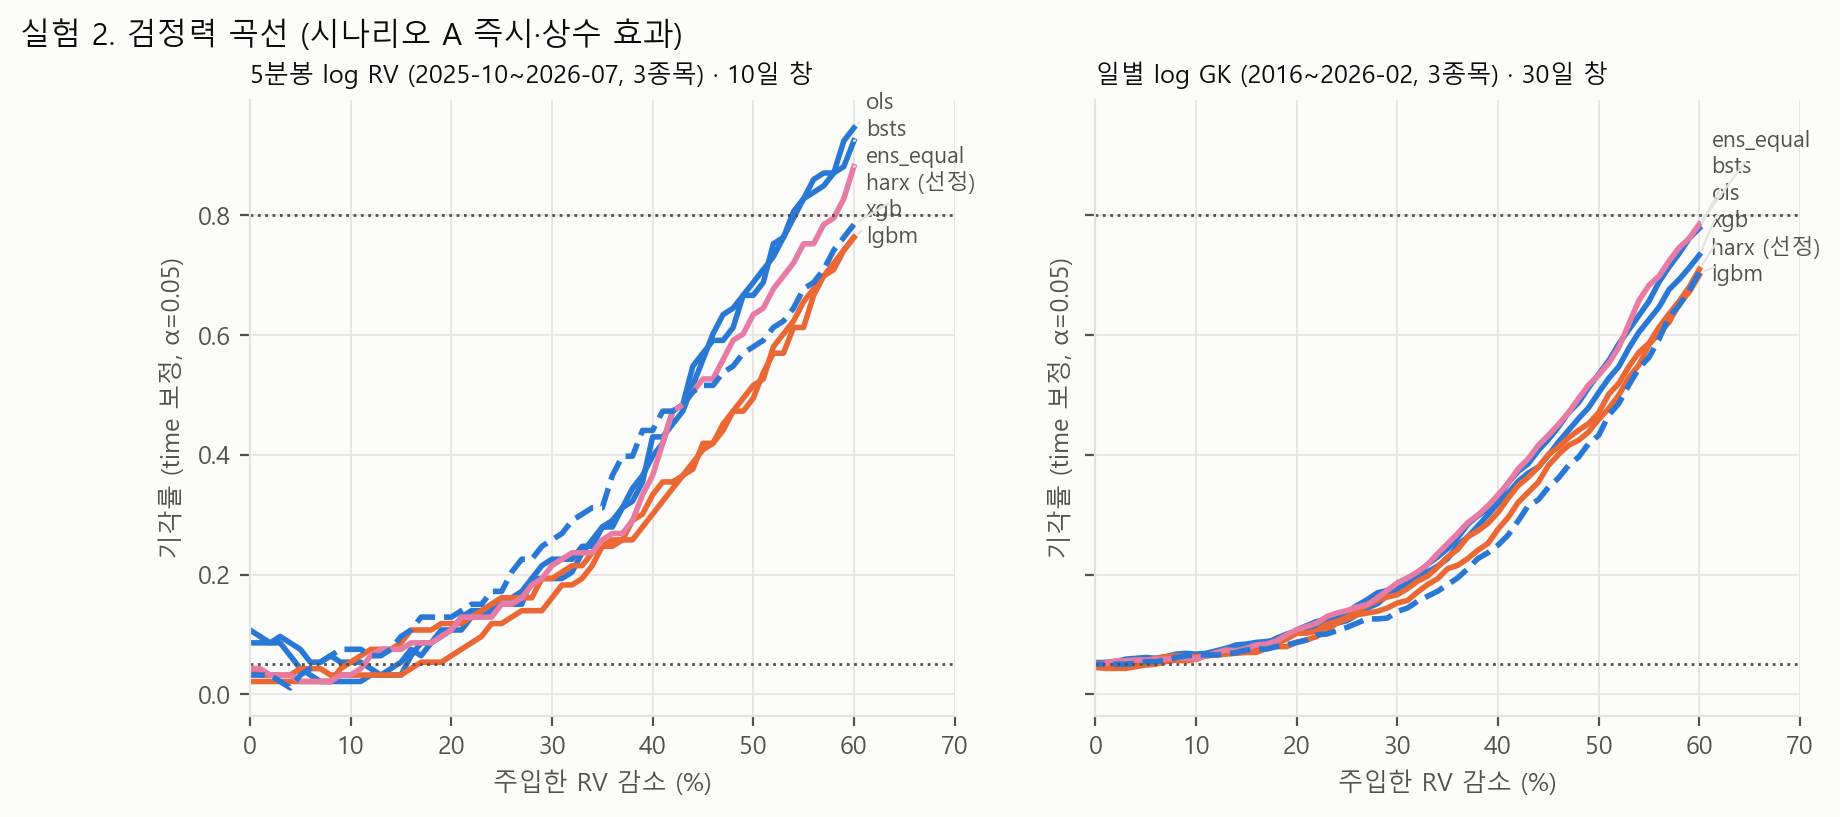 실험 2. 검정력 곡선 (시나리오 A 즉시·상수 효과)
5분봉 log RV (2025-10~2026-07, 3종목) · 10일 창
기각률 (time 보정, α=0.05)
0.8
0.6
0.4
0.2
0.0
0 10 20 30 40 50 60 70
주입한 RV 감소 (%)
ols
bsts
ens_equal
harx (선정)
xgb
lgbm
일별 log GK (2016~2026-02, 3종목) · 30일 창
기각률 (time 보정, α=0.05)
0 10 20 30 40 50 60 70
주입한 RV 감소 (%)
ens_equal
bsts
ols
xgb
harx (선정)
lgbm